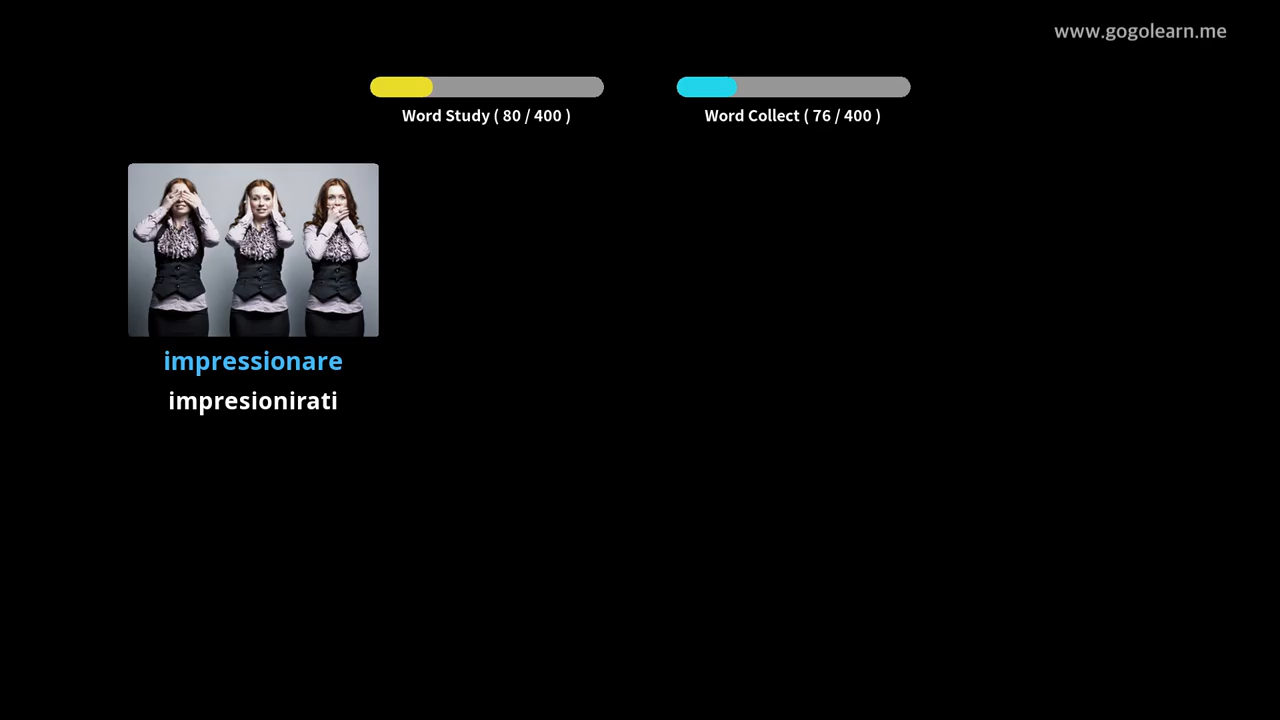 www.gogolearn.me
Word Study ( 80 / 400 )
Word Collect ( 76 / 400 )
impressionare
impresionirati